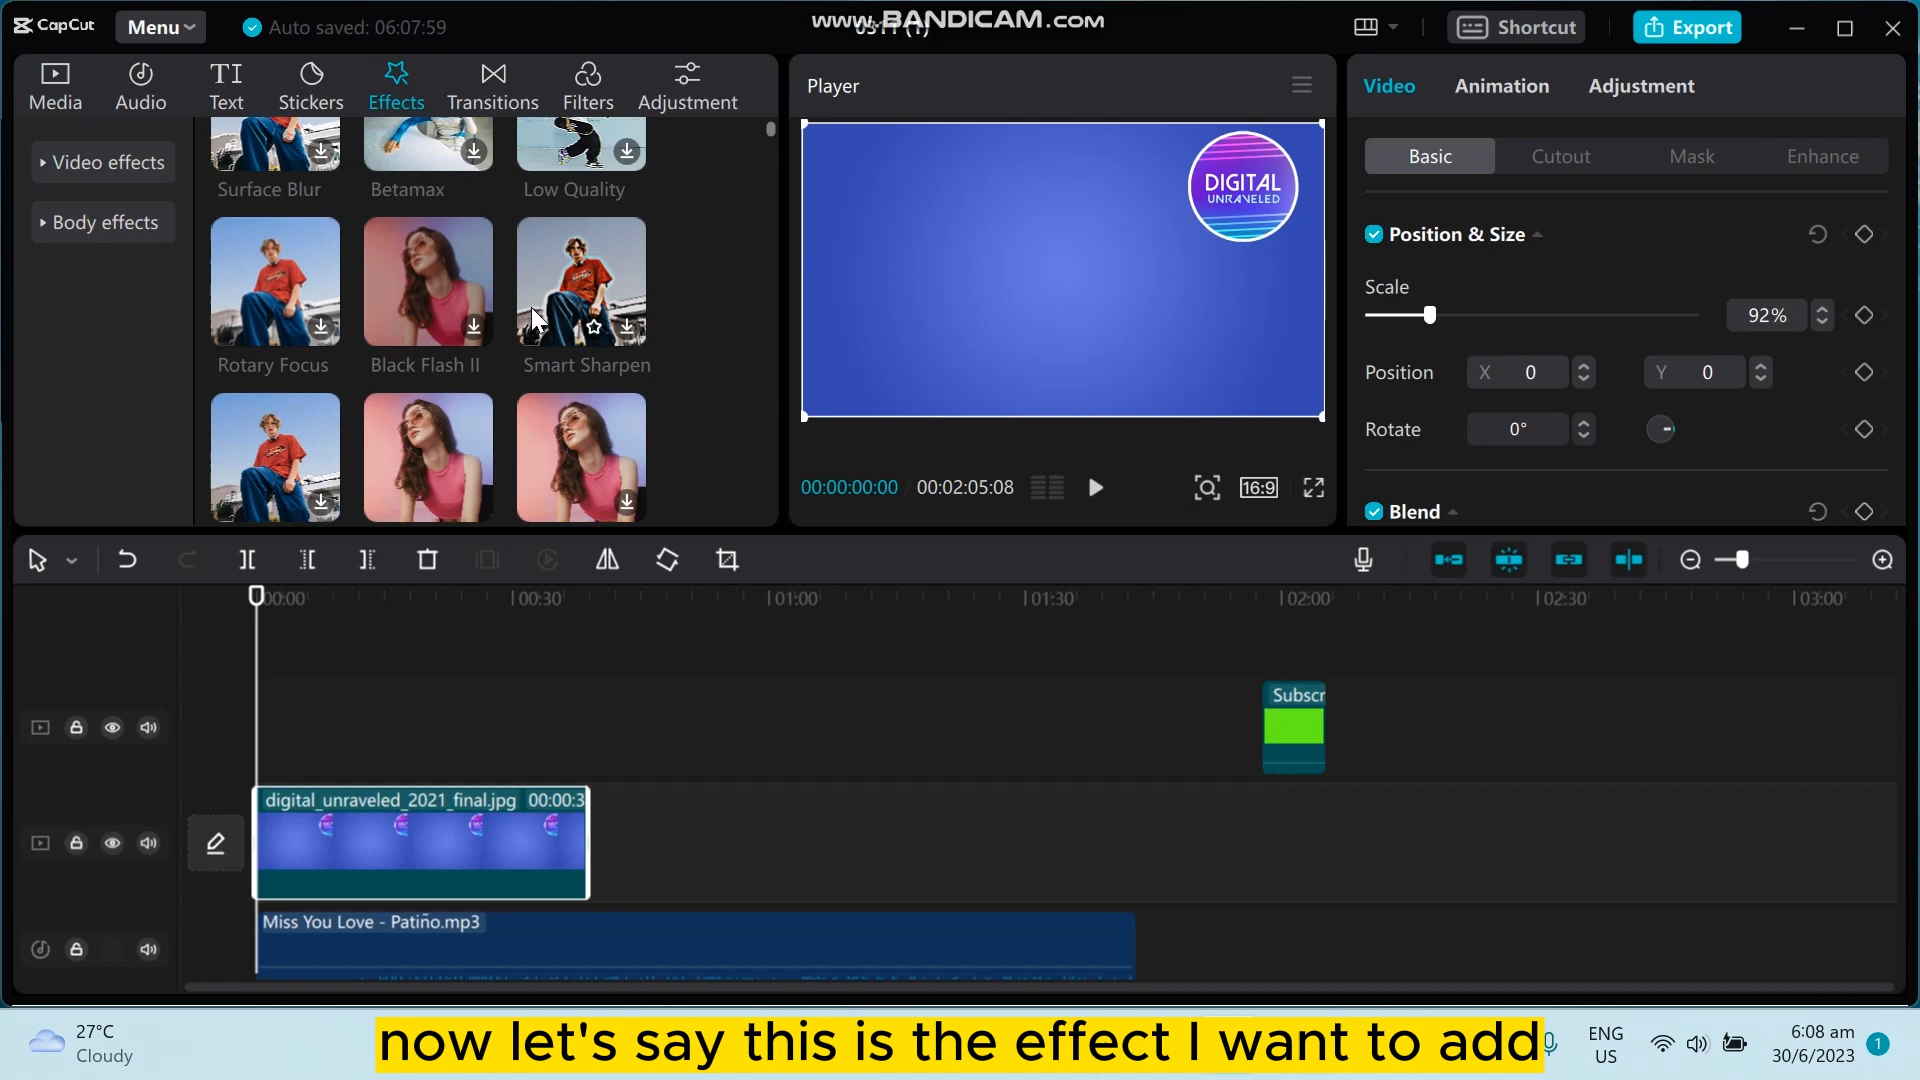 CapCut
Menu
Auto saved: 06:07:59
www.BANDICAM.COM
Shortcut
Export
Media
Audio
Text
Stickers
Effects
Transitions
Filters
Adjustment
Player
Video
Animation
Adjustment
Video effects
Body effects
Surface Blur
Betamax
Low Quality
Rotary Focus
Black Flash II
Smart Sharpen
DIGITAL
UNRAVELED
00:00:00:00 / 00:02:05:08
16:9
Basic
Cutout
Mask
Enhance
Position & Size
Scale
92%
Position
X 0
Y 0
Rotate
0°
Blend
00:00
00:30
01:00
01:30
02:00
02:30
03:00
Subscr
digital_unraveled_2021_final.jpg 00:00:3
Miss You Love - Patiño.mp3
27°C
Cloudy
now let's say this is the effect I want to add
ENG
US
6:08 am
30/6/2023
1